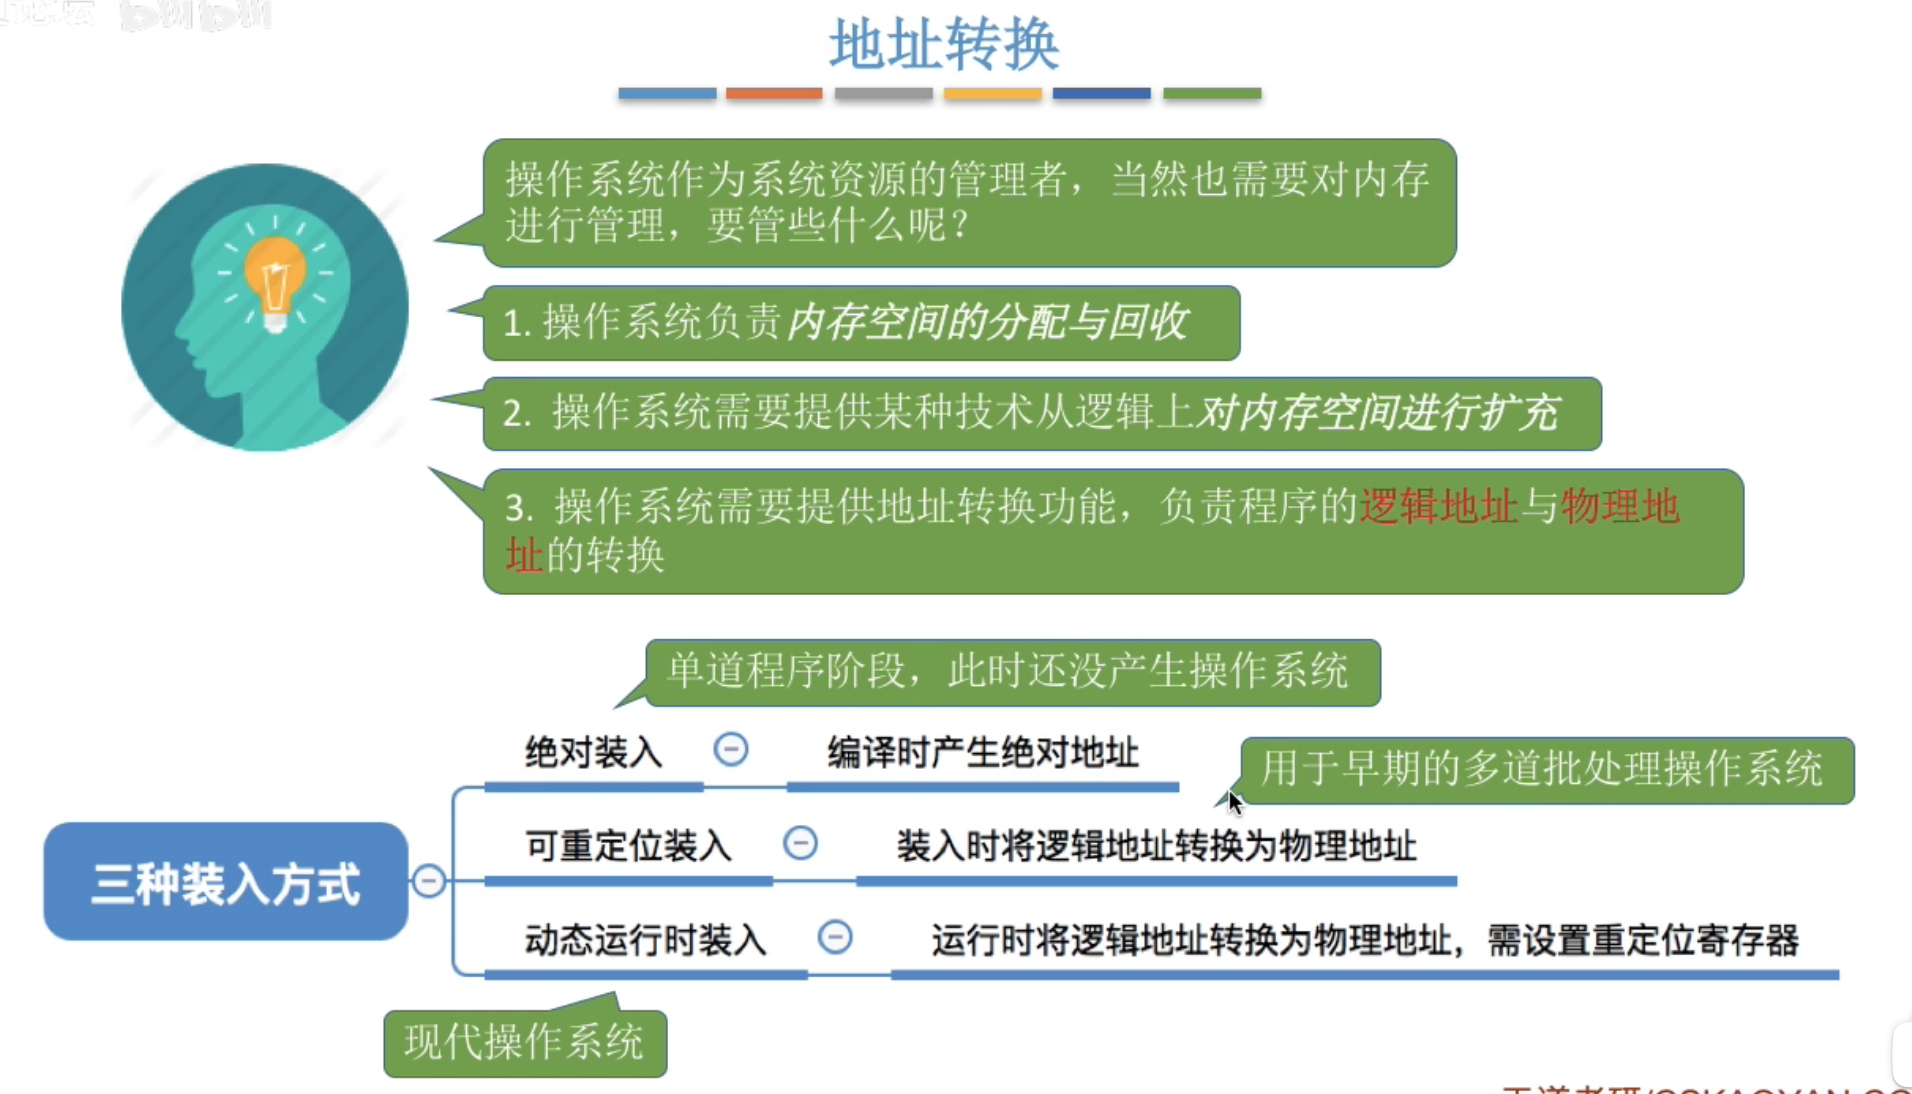 地址转换
操作系统作为系统资源的管理者，当然也需要对内存
进行管理，要管些什么呢？
1. 操作系统负责内存空间的分配与回收
2. 操作系统需要提供某种技术从逻辑上对内存空间进行扩充
3. 操作系统需要提供地址转换功能，负责程序的逻辑地址与物理地
址的转换
单道程序阶段，此时还没产生操作系统
绝对装入
编译时产生绝对地址
用于早期的多道批处理操作系统
可重定位装入
装入时将逻辑地址转换为物理地址
三种装入方式
动态运行时装入
运行时将逻辑地址转换为物理地址，需设置重定位寄存器
现代操作系统